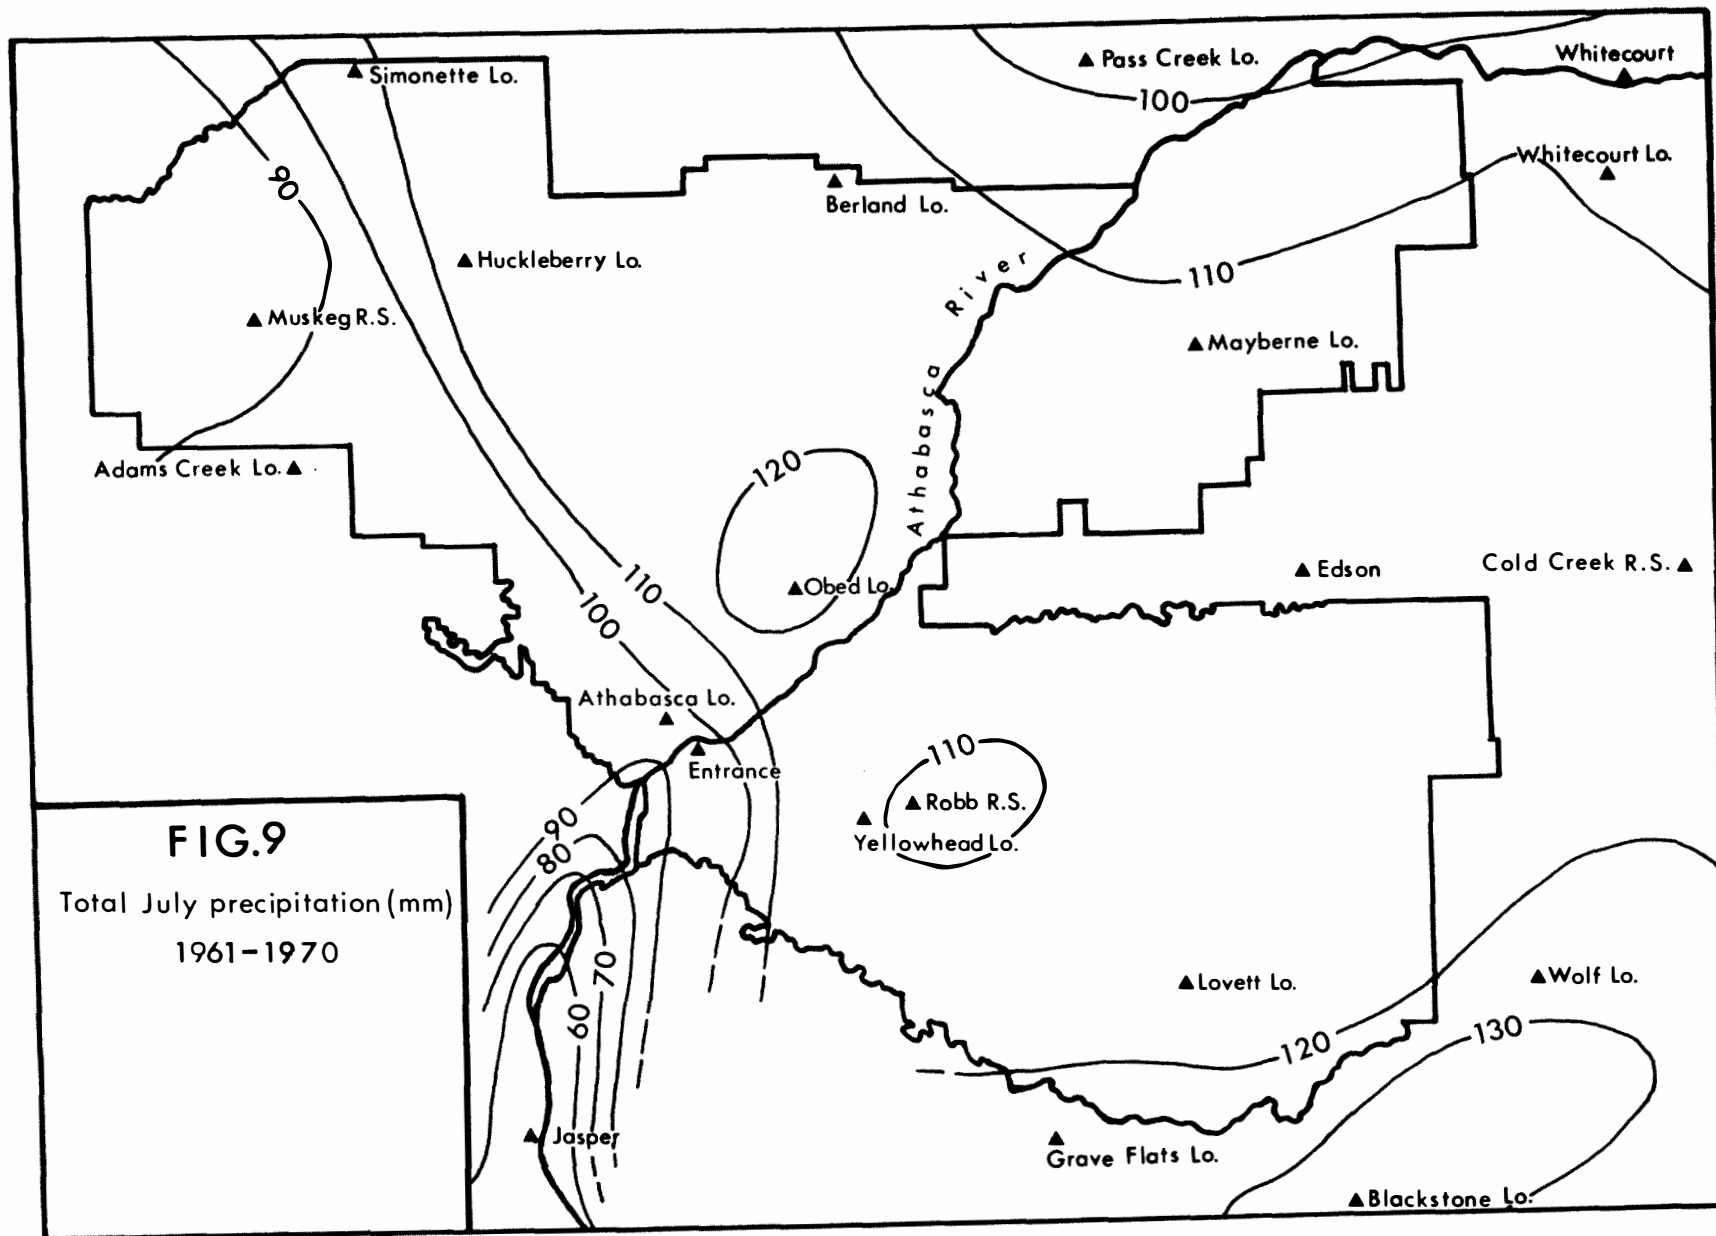 Pass Creek Lo.
Whitecourt
Simonette Lo.
100
Whitecourt Lo.
90
Berland Lo.
Huckleberry Lo.
River
110
Muskeg R.S.
Mayberne Lo.
Athabasca
Adams Creek Lo.
120
Edson
Cold Creek R.S.
110
Obed Lo.
100
Athabasca Lo.
Entrance
110
Robb R.S.
Yellowhead Lo.
90
80
FIG.9
Total July precipitation (mm)
1961-1970
70
60
Lovett Lo.
Wolf Lo.
130
120
Jasper
Grave Flats Lo.
Blackstone Lo.